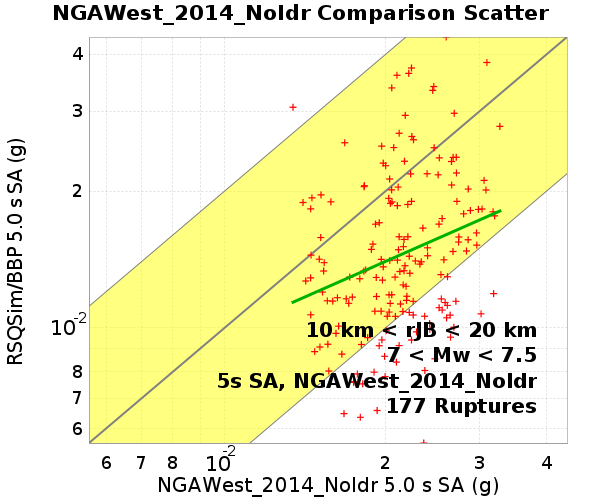 NGAWest_2014_NoIdr Comparison Scatter
RSQSim/BBP 5.0 s SA (g)
4
3
2
10-2
8
7
6
10 km < rJB < 20 km
7 < Mw < 7.5
5s SA, NGAWest_2014_NoIdr
177 Ruptures
6 7 8 10-2 2 3 4
NGAWest_2014_NoIdr 5.0 s SA (g)